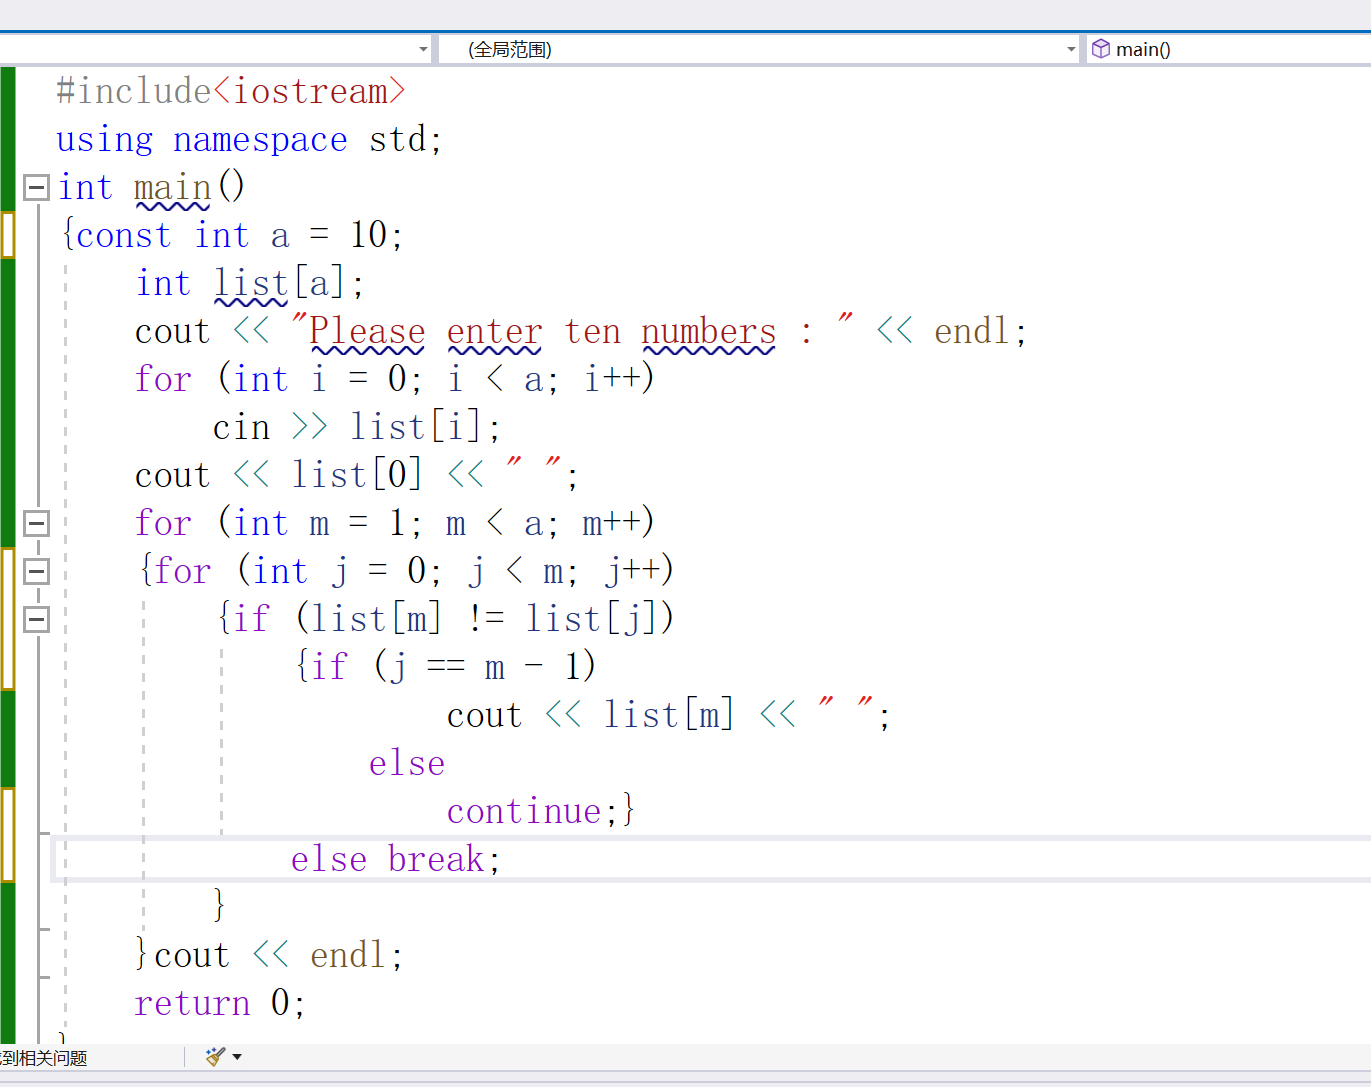 (全局范围) main()
#include<iostream>
using namespace std;
int main()
{const int a = 10;
int list[a];
cout << "Please enter ten numbers : " << endl;
for (int i = 0; i < a; i++)
cin >> list[i];
cout << list[0] << " ";
for (int m = 1; m < a; m++)
{for (int j = 0; j < m; j++)
{if (list[m] != list[j])
{if (j == m - 1)
cout << list[m] << " ";
else
continue;}
else break;
}
}cout << endl;
return 0;
}
到相关问题